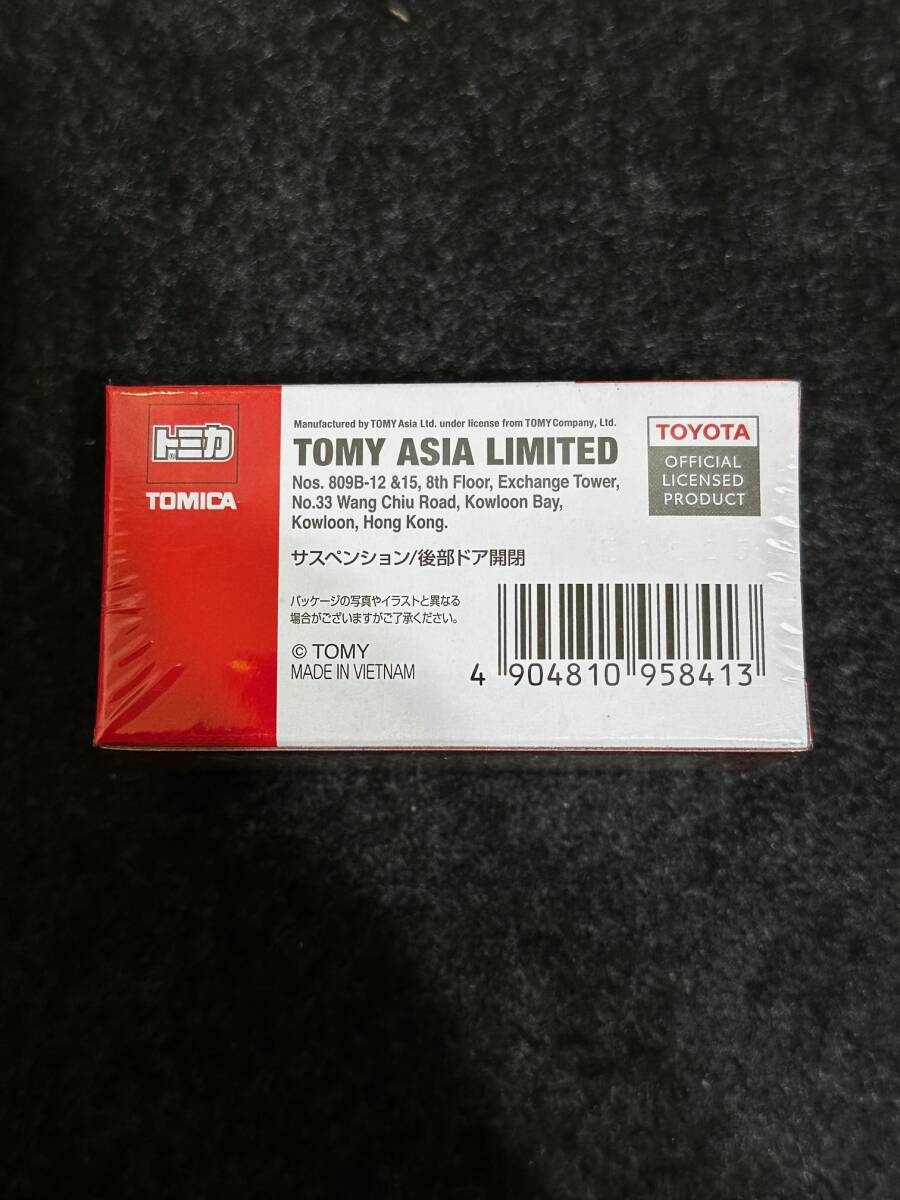 トミカ
®
TOMICA
Manufactured by TOMY Asia Ltd. under license from TOMY Company, Ltd.
TOMY ASIA LIMITED
Nos. 809B-12 &15, 8th Floor, Exchange Tower,
No.33 Wang Chiu Road, Kowloon Bay,
Kowloon, Hong Kong.
TOYOTA
OFFICIAL
LICENSED
PRODUCT
サスペンション/後部ドア開閉
パッケージの写真やイラストと異なる
場合がございますがご了承ください。
© TOMY
MADE IN VIETNAM
4 904810 958413